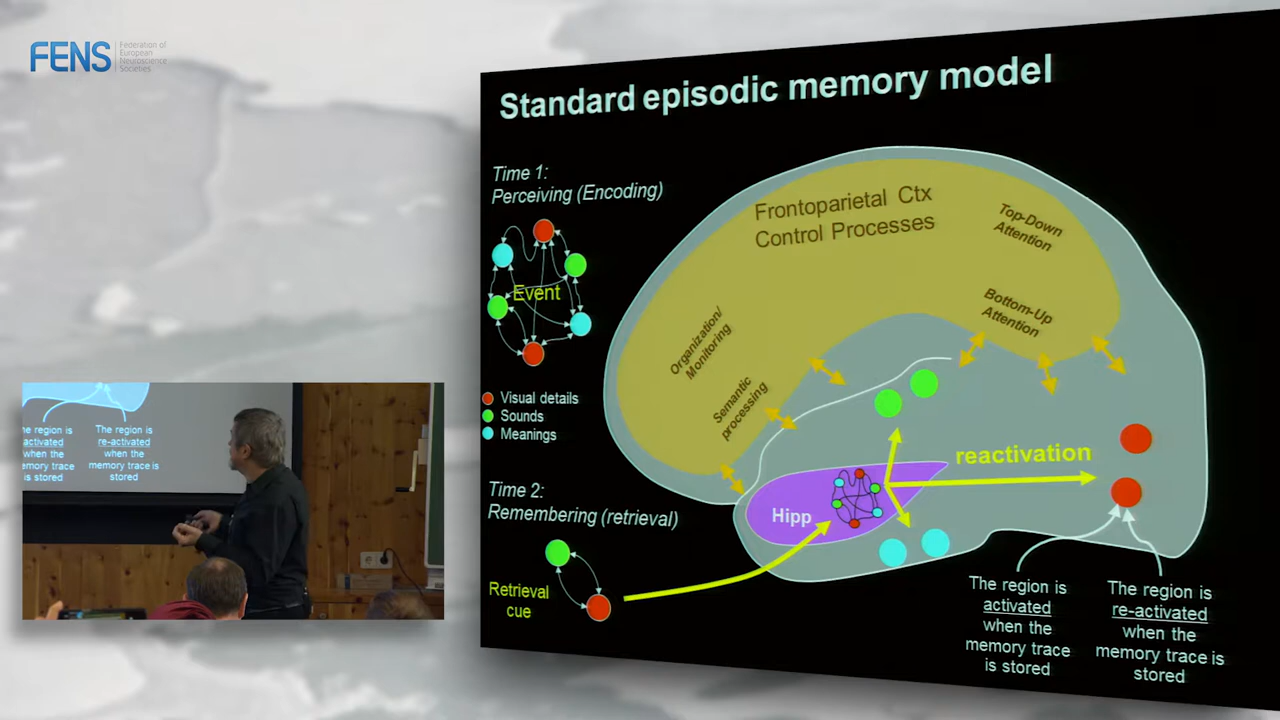 FENS
Federation of
European
Neuroscience
Societies
Standard episodic memory model
Time 1:
Perceiving (Encoding)
Event
Visual details
Sounds
Meanings
Time 2:
Remembering (retrieval)
Retrieval
cue
Frontoparietal Ctx
Control Processes
Top-Down
Attention
Bottom-Up
Attention
Organization/
Monitoring
Semantic
processing
reactivation
Hipp
The region is
activated
when the
memory trace
is stored
The region is
re-activated
when the
memory trace is
stored
he region is
activated
when the
emory trace
is stored
The region is
re-activated
when the
memory trace is
stored